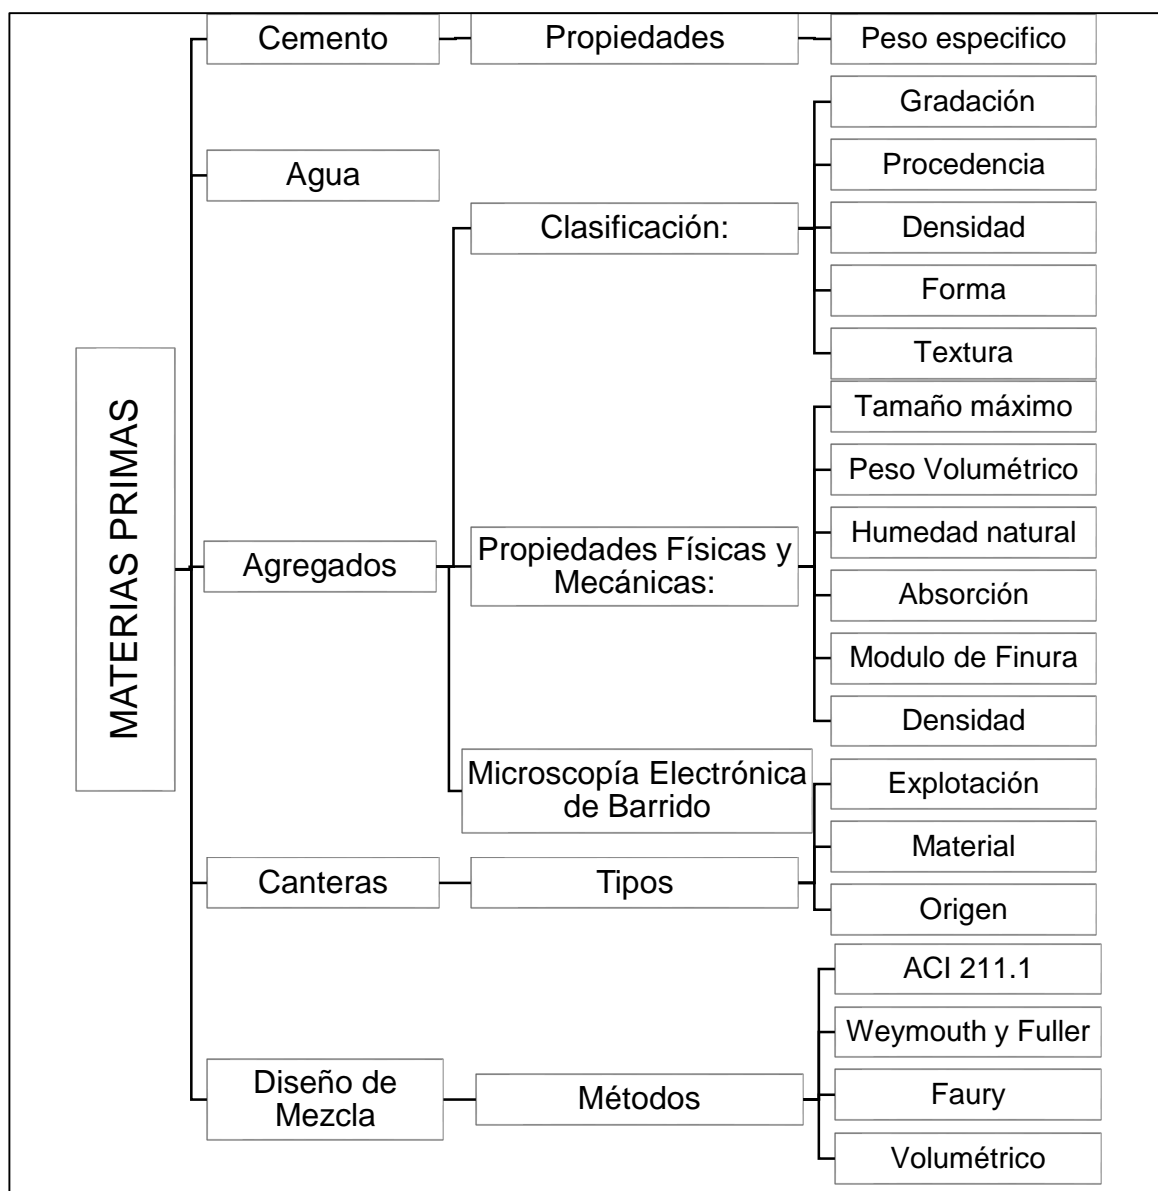 MATERIAS PRIMAS
Cemento
Propiedades
Peso especifico
Agua
Agregados
Clasificación:
Gradación
Procedencia
Densidad
Forma
Textura
Propiedades Físicas y
Mecánicas:
Tamaño máximo
Peso Volumétrico
Humedad natural
Absorción
Modulo de Finura
Densidad
Microscopía Electrónica
de Barrido
Canteras
Tipos
Explotación
Material
Origen
Diseño de
Mezcla
Métodos
ACI 211.1
Weymouth y Fuller
Faury
Volumétrico